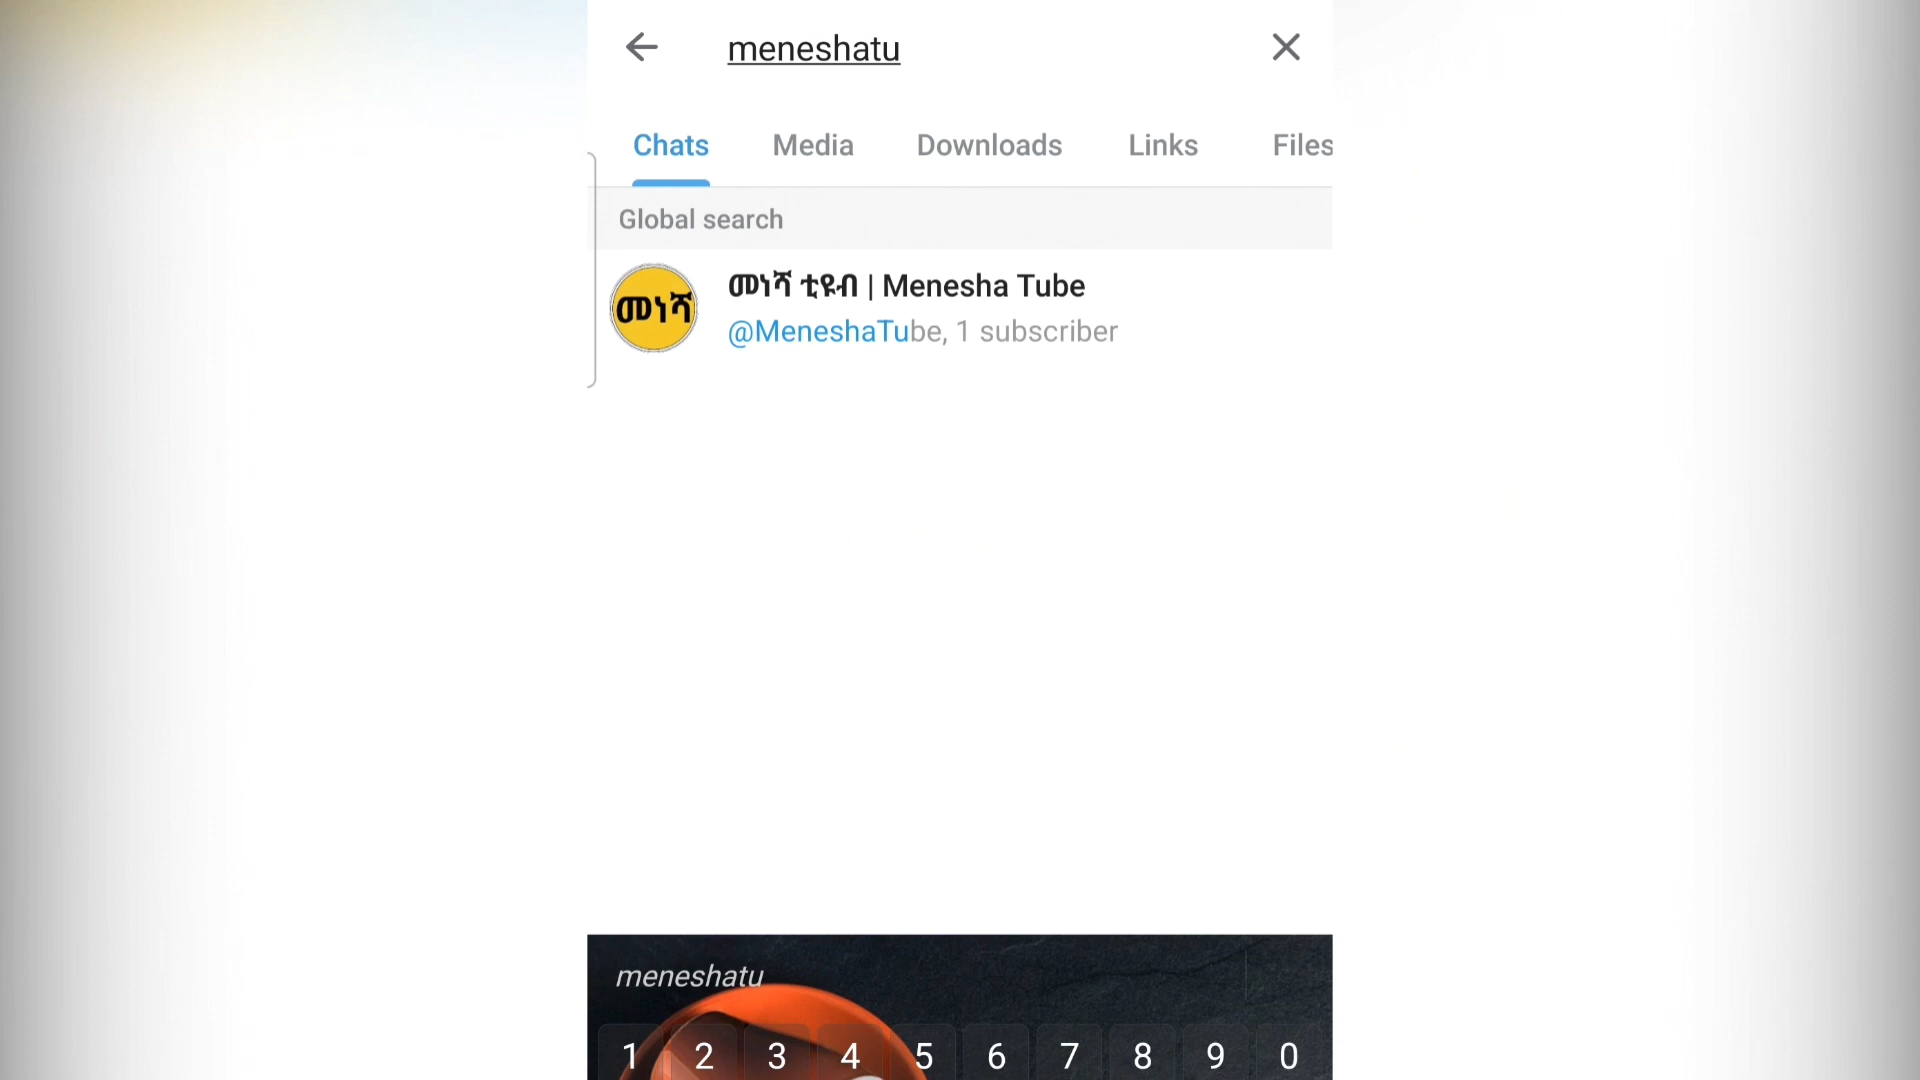 meneshatu
Chats Media Downloads Links Files
Global search
መነሻ
መነሻ ቲዩብ | Menesha Tube
@MeneshaTube, 1 subscriber
meneshatu
1 2 3 4 5 6 7 8 9 0